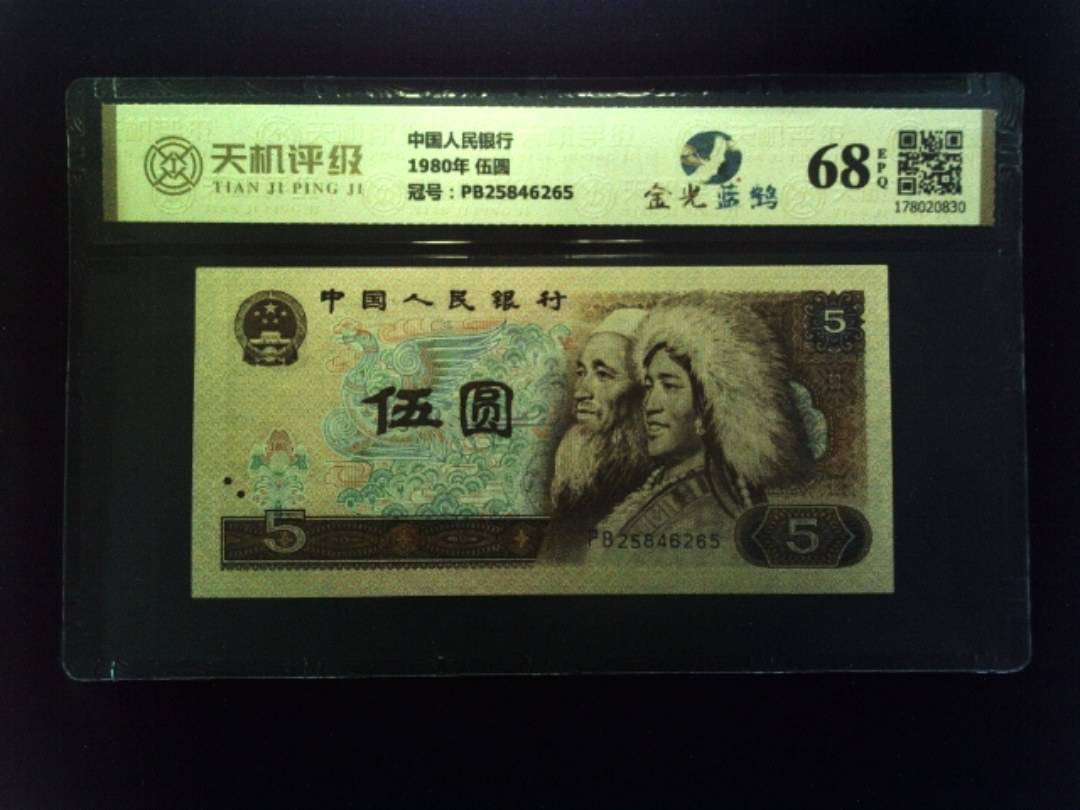 天机评级
TIAN JI PING JI
中国人民银行
1980年 伍圆
冠号：PB25846265
金光蓝鹤
68
EPQ
178020830
中国人民银行
5
伍圆
5
PB25846265
5